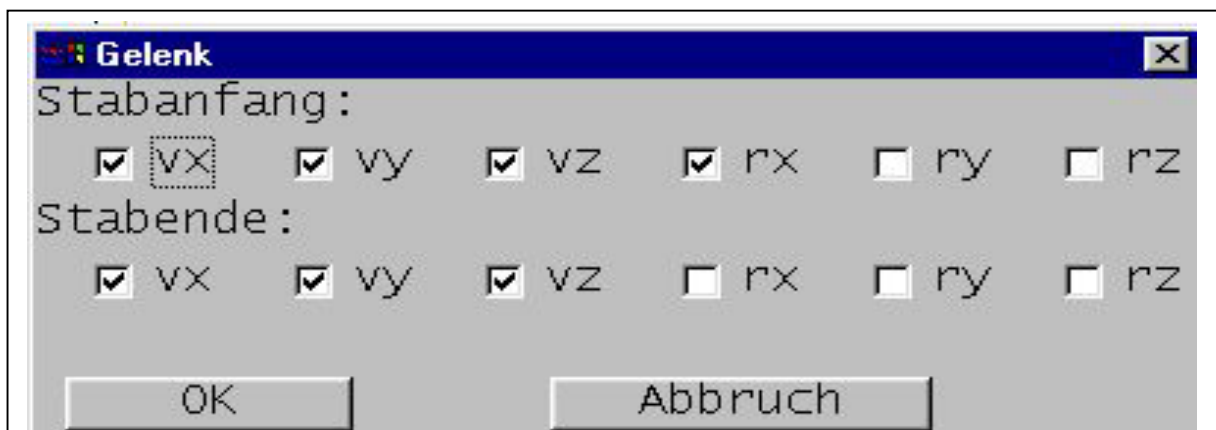 Gelenk
Stabanfang:
vx vy vz rx ry rz
Stabende:
vx vy vz rx ry rz
OK Abbruch